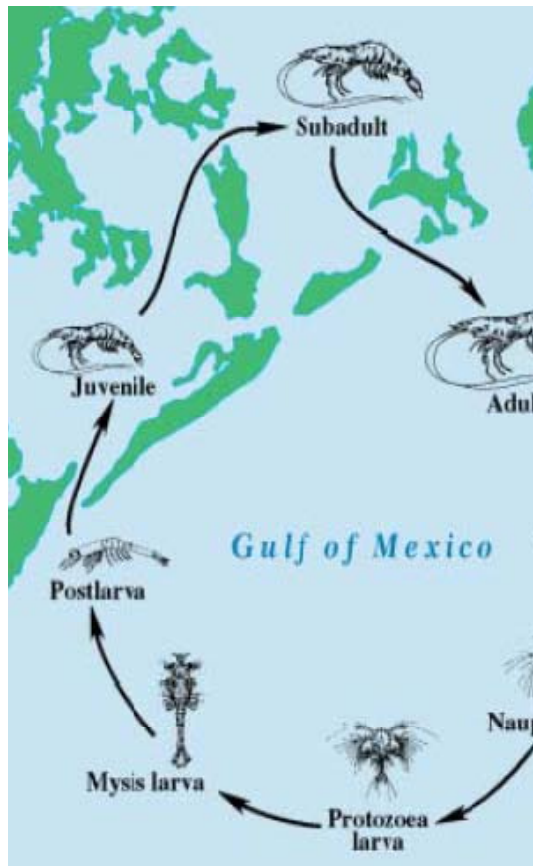 Subadult
Juvenile
Gulf of Mexico
Postlarva
Mysis larva
Protozoea
larva